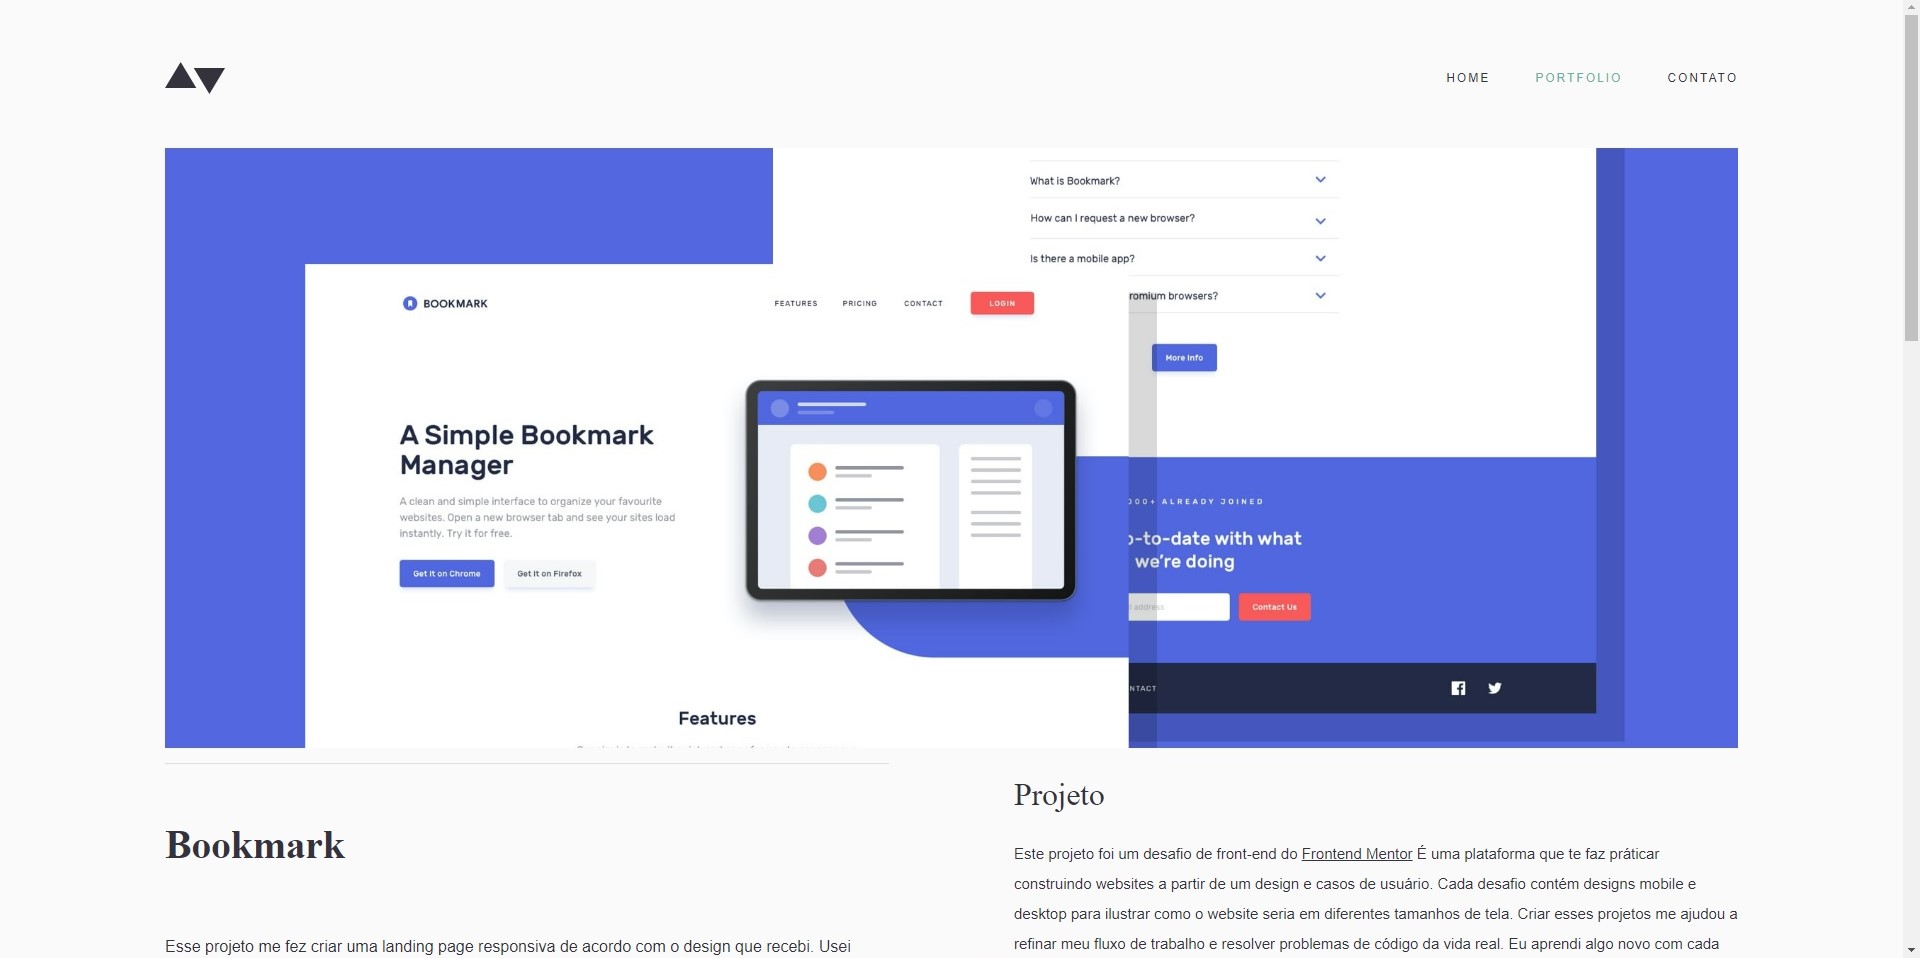 HOME PORTFOLIO CONTATO
What is Bookmark?
How can I request a new browser?
Is there a mobile app?
romium browsers?
More Info
BOOKMARK FEATURES PRICING CONTACT LOGIN
A Simple Bookmark
Manager
A clean and simple interface to organize your favourite
websites. Open a new browser tab and see your sites load
instantly. Try it for free.
Get it on Chrome Get it on Firefox
000+ ALREADY JOINED
-to-date with what
we're doing
address Contact Us
NTACT
Features
Bookmark
Esse projeto me fez criar uma landing page responsiva de acordo com o design que recebi. Usei
Projeto
Este projeto foi um desafio de front-end do Frontend Mentor É uma plataforma que te faz práticar
construindo websites a partir de um design e casos de usuário. Cada desafio contém designs mobile e
desktop para ilustrar como o website seria em diferentes tamanhos de tela. Criar esses projetos me ajudou a
refinar meu fluxo de trabalho e resolver problemas de código da vida real. Eu aprendi algo novo com cada